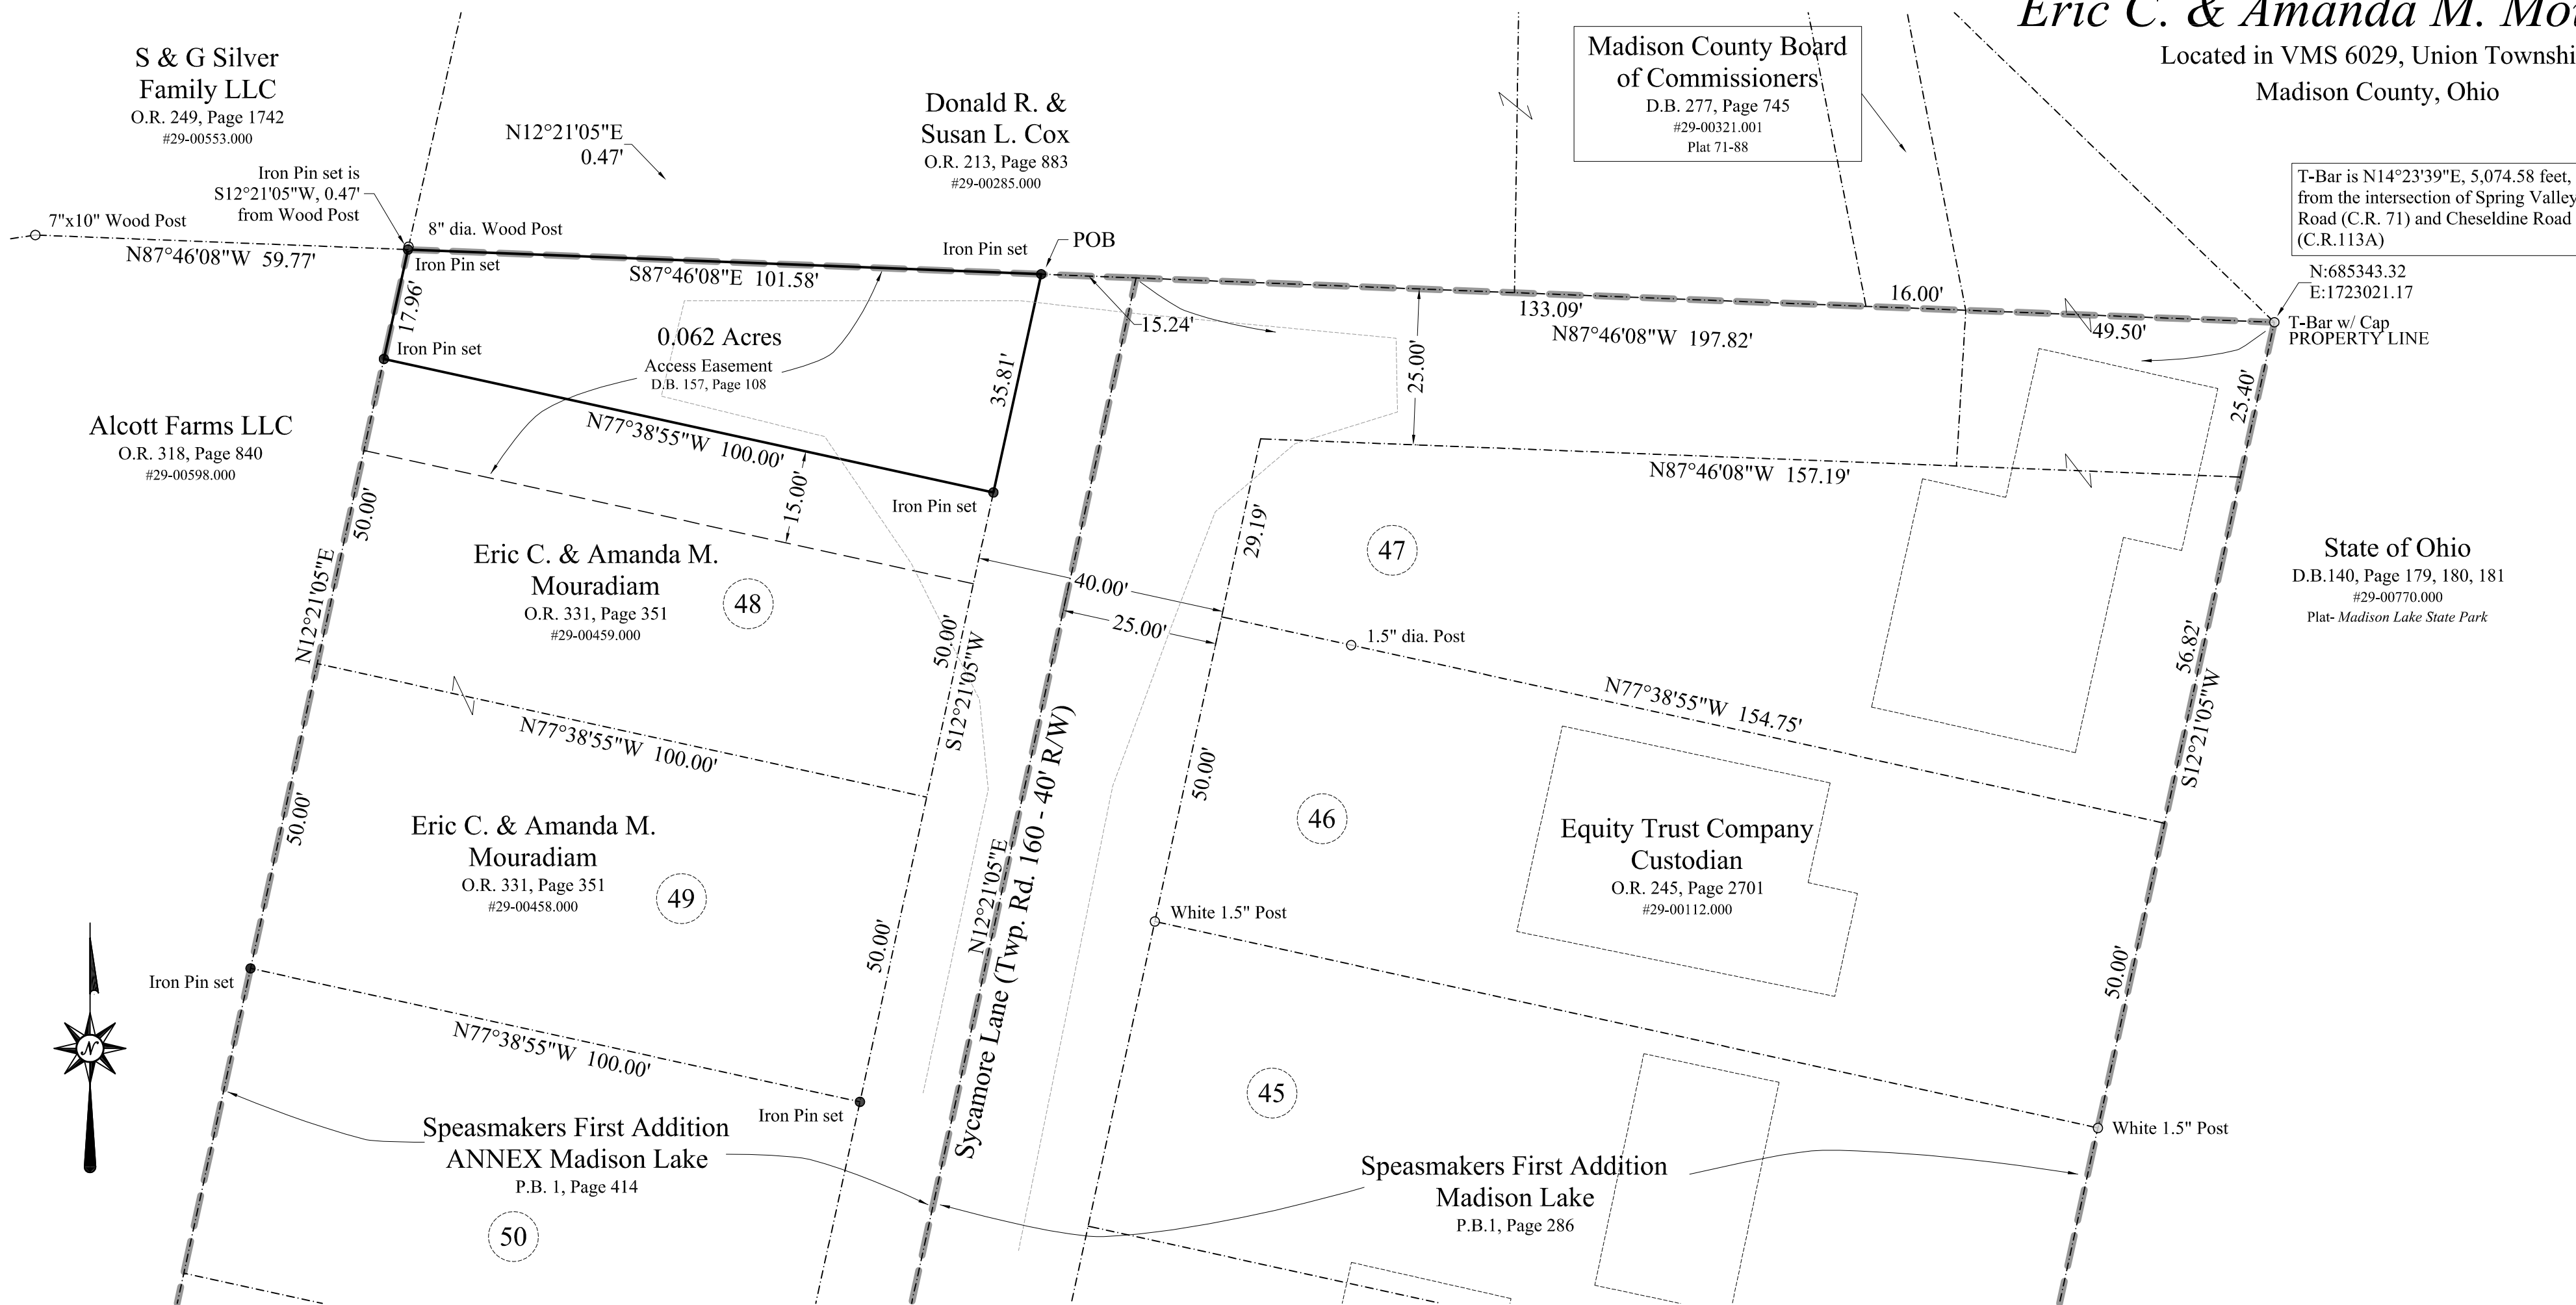 Eric C. & Amanda M. Mou
Located in VMS 6029, Union Townshi
Madison County, Ohio
S & G Silver
Family LLC
O.R. 249, Page 1742
#29-00553.000
N12°21'05"E
0.47'
Donald R. &
Susan L. Cox
O.R. 213, Page 883
#29-00285.000
Madison County Board
of Commissioners
D.B. 277, Page 745
#29-00321.001
Plat 71-88
T-Bar is N14°23'39"E, 5,074.58 feet,
from the intersection of Spring Valley
Road (C.R. 71) and Cheseldine Road
(C.R.113A)
N:685343.32
E:1723021.17
T-Bar w/ Cap
PROPERTY LINE
Iron Pin set is
S12°21'05"W, 0.47'
from Wood Post
7"x10" Wood Post
N87°46'08"W 59.77'
8" dia. Wood Post
Iron Pin set
Iron Pin set
POB
S87°46'08"E 101.58'
15.24'
133.09'
N87°46'08"W 197.82'
16.00'
49.50'
17.96'
Iron Pin set
0.062 Acres
Access Easement
D.B. 157, Page 108
35.81'
25.00'
25.40'
Alcott Farms LLC
O.R. 318, Page 840
#29-00598.000
N77°38'55"W 100.00'
15.00'
Iron Pin set
N87°46'08"W 157.19'
50.00'
N12°21'05"E
Eric C. & Amanda M.
Mouradiam
O.R. 331, Page 351
#29-00459.000
48
50.00'
S12°21'05"W
40.00'
25.00'
29.19'
47
1.5" dia. Post
State of Ohio
D.B.140, Page 179, 180, 181
#29-00770.000
Plat- Madison Lake State Park
56.82'
S12°21'05"W
N77°38'55"W 154.75'
N77°38'55"W 100.00'
50.00'
Eric C. & Amanda M.
Mouradiam
O.R. 331, Page 351
#29-00458.000
49
50.00'
N12°21'05"E
Sycamore Lane (Twp. Rd. 160 - 40' R/W)
50.00'
46
Equity Trust Company
Custodian
O.R. 245, Page 2701
#29-00112.000
White 1.5" Post
50.00'
Iron Pin set
N
N77°38'55"W 100.00'
Iron Pin set
45
White 1.5" Post
Speasmakers First Addition
ANNEX Madison Lake
P.B. 1, Page 414
Speasmakers First Addition
Madison Lake
P.B.1, Page 286
50